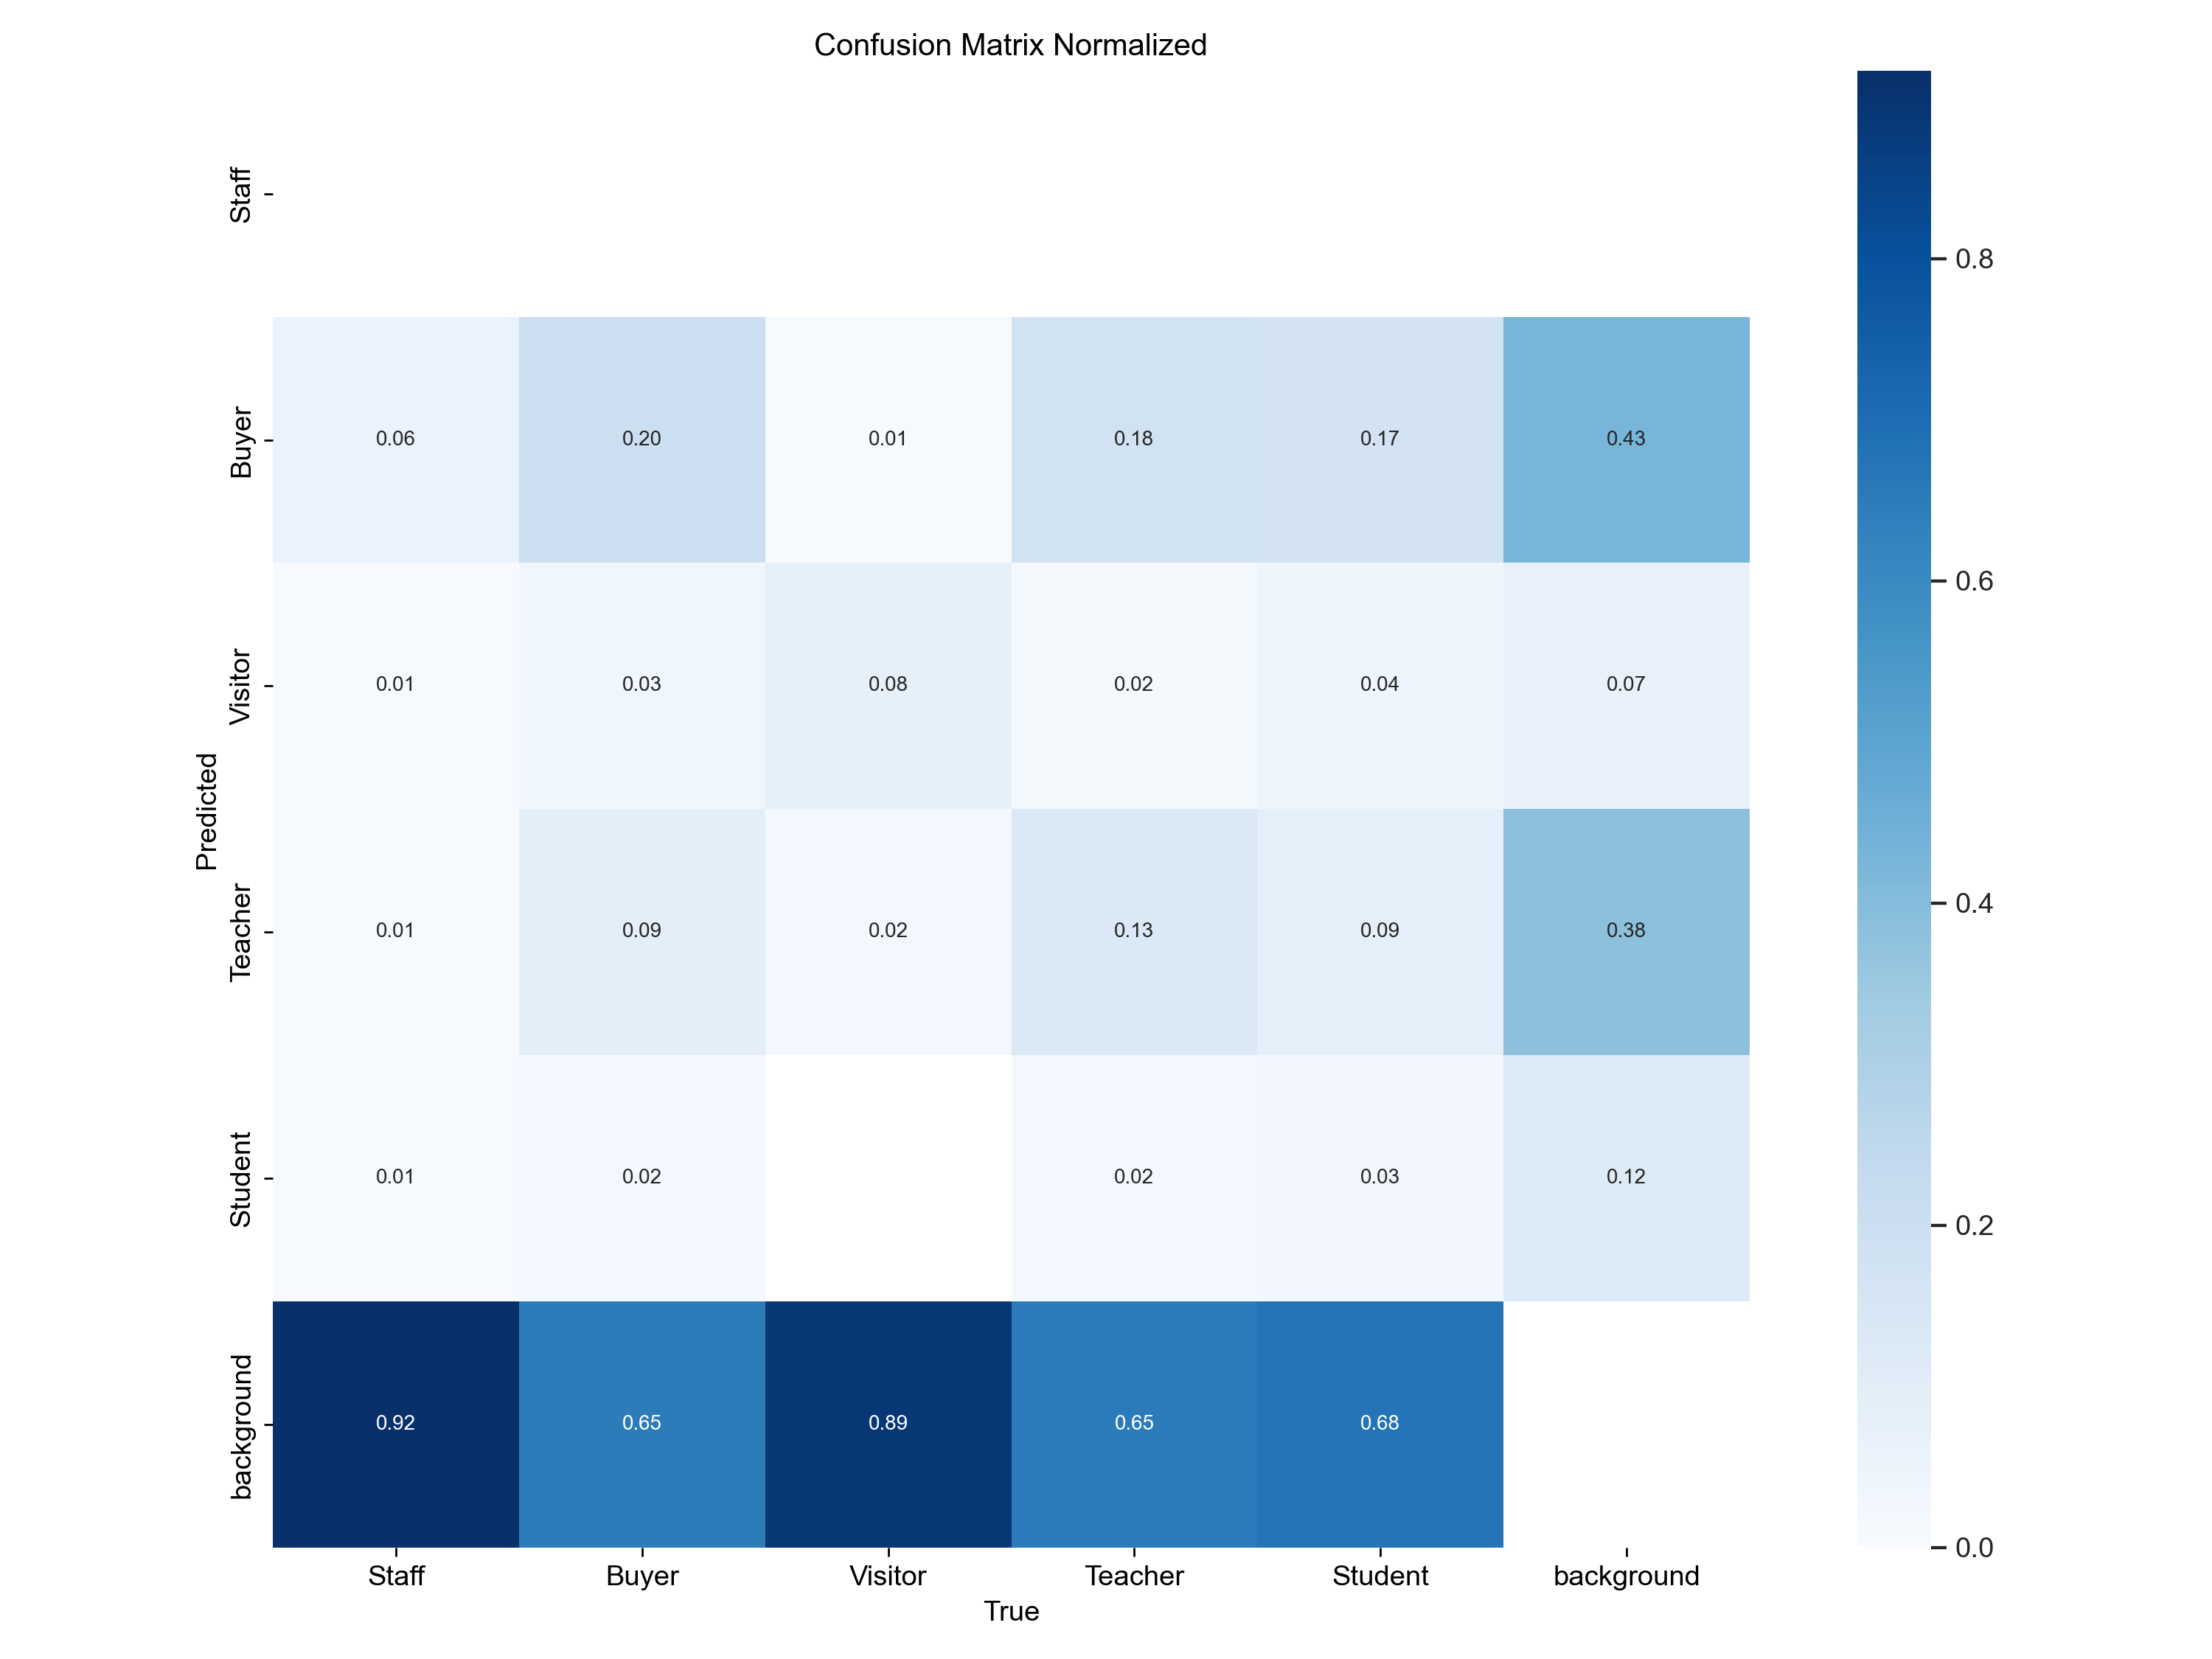 Confusion Matrix Normalized
Staff
Buyer 0.06 0.20 0.01 0.18 0.17 0.43
Visitor 0.01 0.03 0.08 0.02 0.04 0.07
Teacher 0.01 0.09 0.02 0.13 0.09 0.38
Student 0.01 0.02 0.02 0.03 0.12
background 0.92 0.65 0.89 0.65 0.68
Predicted
Staff Buyer Visitor Teacher Student background
True
0.8
0.6
0.4
0.2
0.0